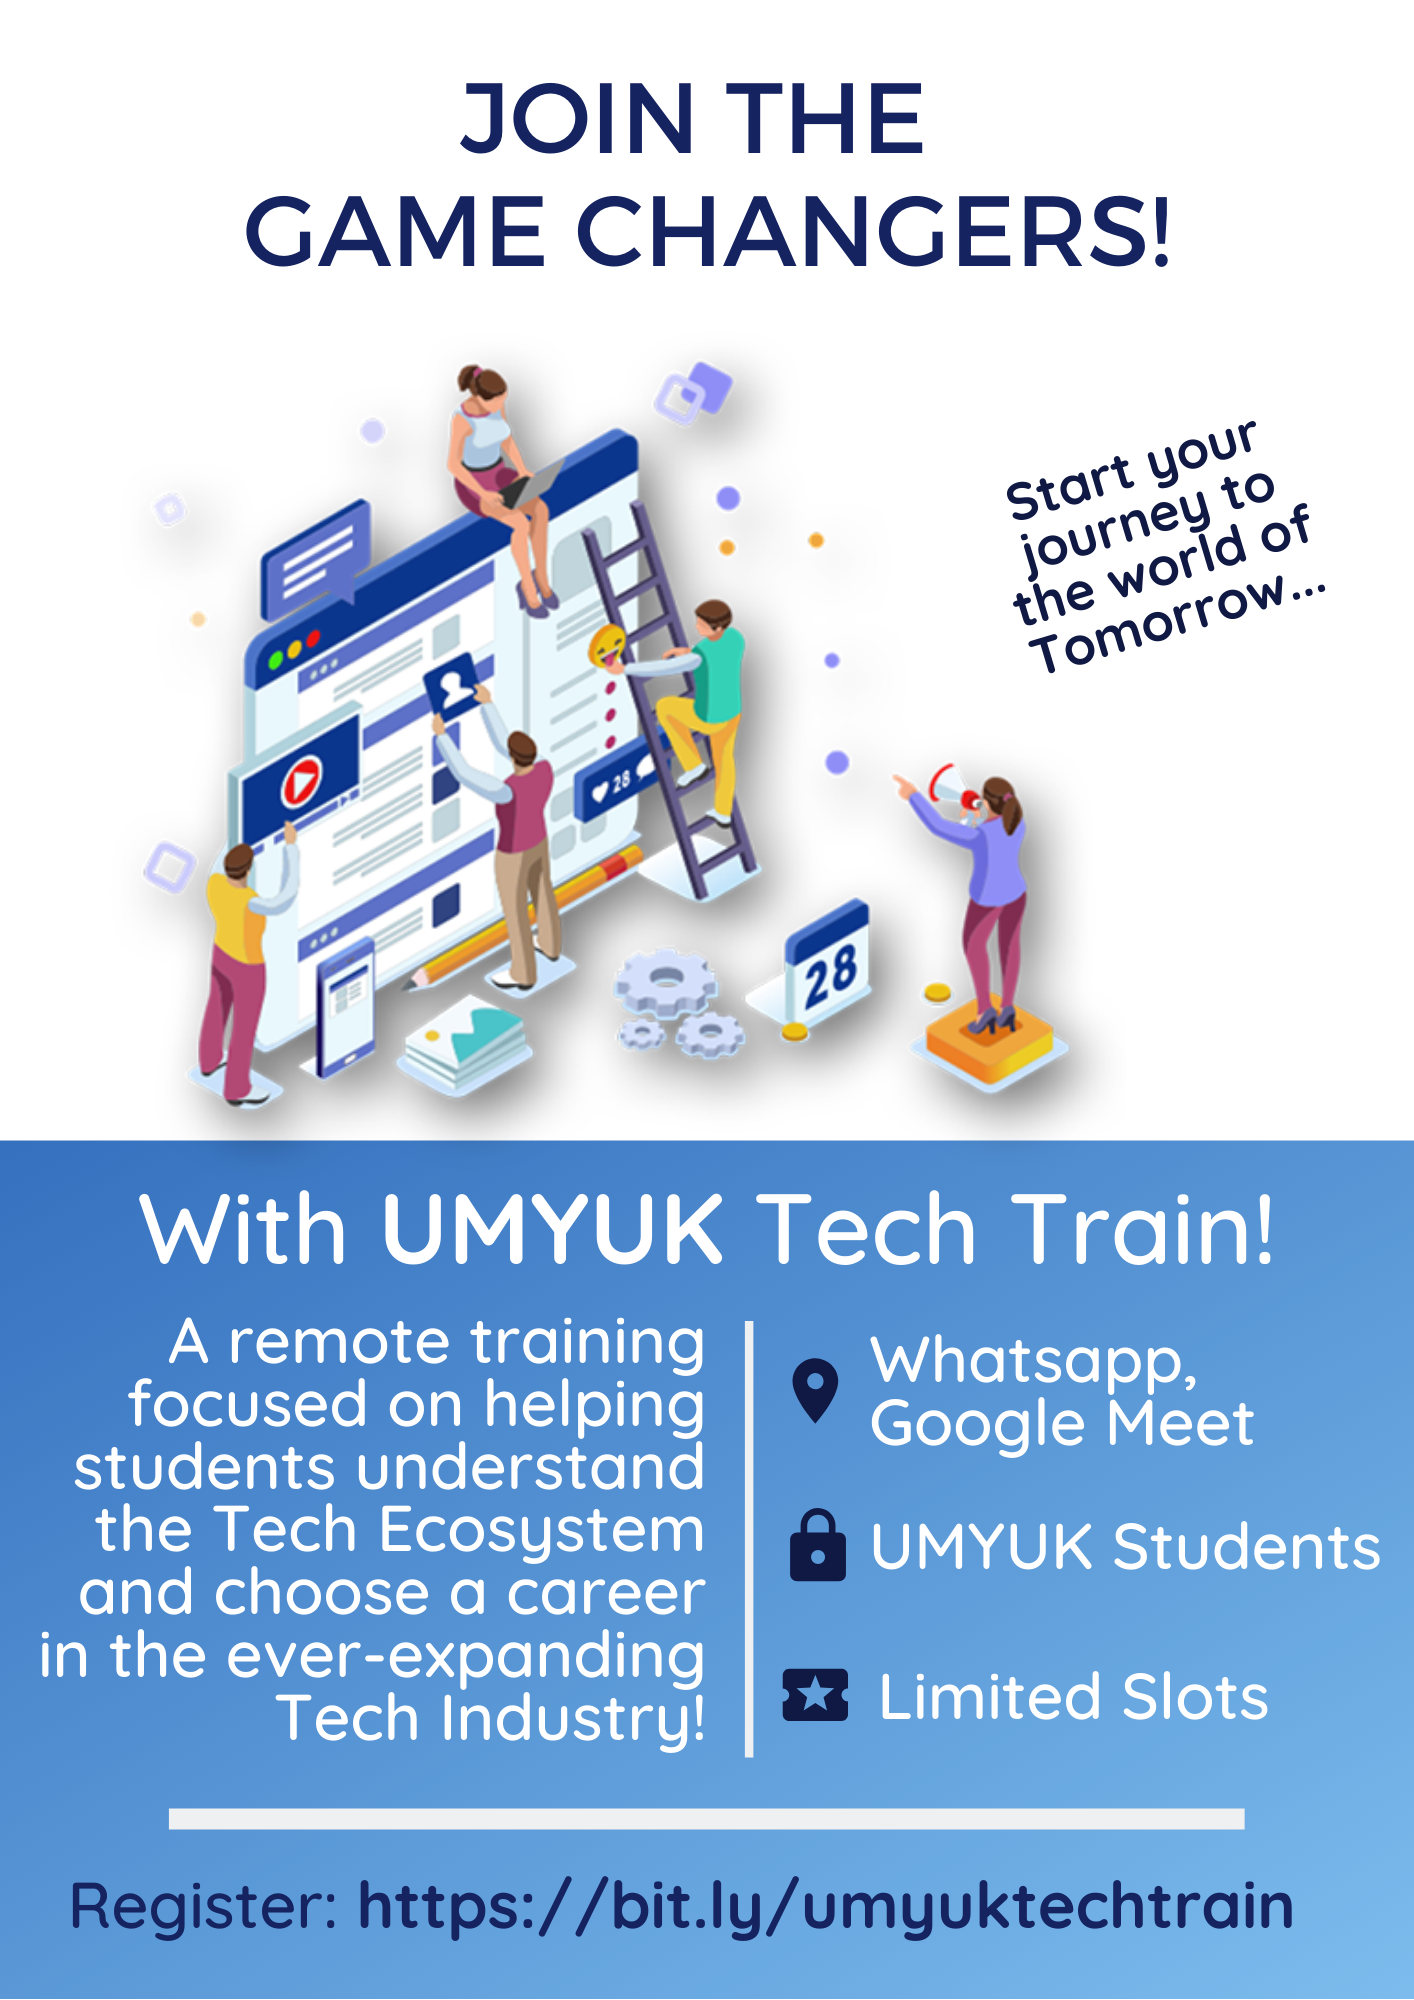 JOIN THE
GAME CHANGERS!
Start your
journey to
the world of
Tomorrow...
28
28
With UMYUK Tech Train!
A remote training
focused on helping
students understand
the Tech Ecosystem
and choose a career
in the ever-expanding
Tech Industry!
Whatsapp,
Google Meet
UMYUK Students
Limited Slots
Register: https://bit.ly/umyuktechtrain